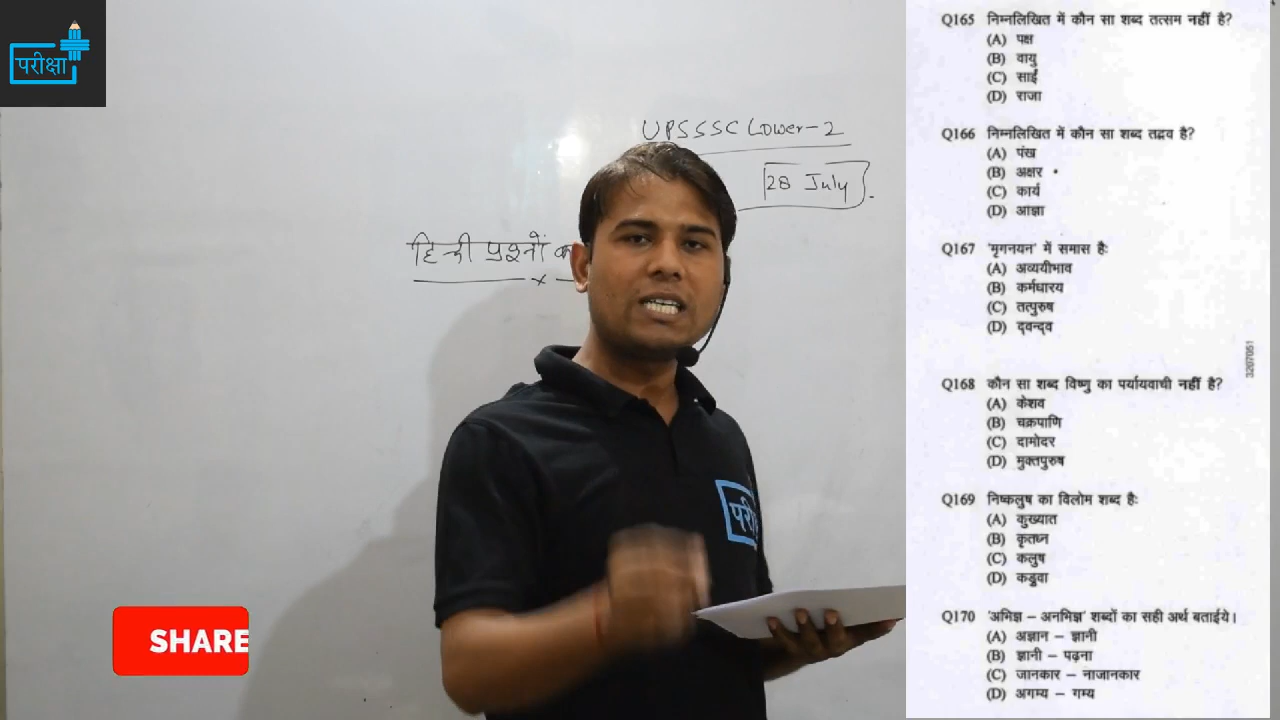 परीक्षा
UPSSSC Lower-2
28 July
हिन्दी प्रश्नों का
परी
SHARE
Q165 निम्नलिखित में कौन सा शब्द तत्सम नहीं है?
(A) पक्ष
(B) वायु
(C) साईं
(D) राजा
Q166 निम्नलिखित में कौन सा शब्द तद्भव है?
(A) पंख
(B) अक्षर
(C) कार्य
(D) आज्ञा
Q167 'मृगनयन' में समास हैः
(A) अव्ययीभाव
(B) कर्मधारय
(C) तत्पुरुष
(D) द्वन्द्व
3207051
Q168 कौन सा शब्द विष्णु का पर्यायवाची नहीं है?
(A) केशव
(B) चक्रपाणि
(C) दामोदर
(D) मुक्तपुरुष
Q169 निष्कलुष का विलोम शब्द हैः
(A) कुख्यात
(B) कृतघ्न
(C) कलुष
(D) कडुवा
Q170 'अभिज्ञ – अनभिज्ञ' शब्दों का सही अर्थ बताईये।
(A) अज्ञान – ज्ञानी
(B) ज्ञानी – पढ़ना
(C) जानकार – नाजानकार
(D) अगम्य – गम्य